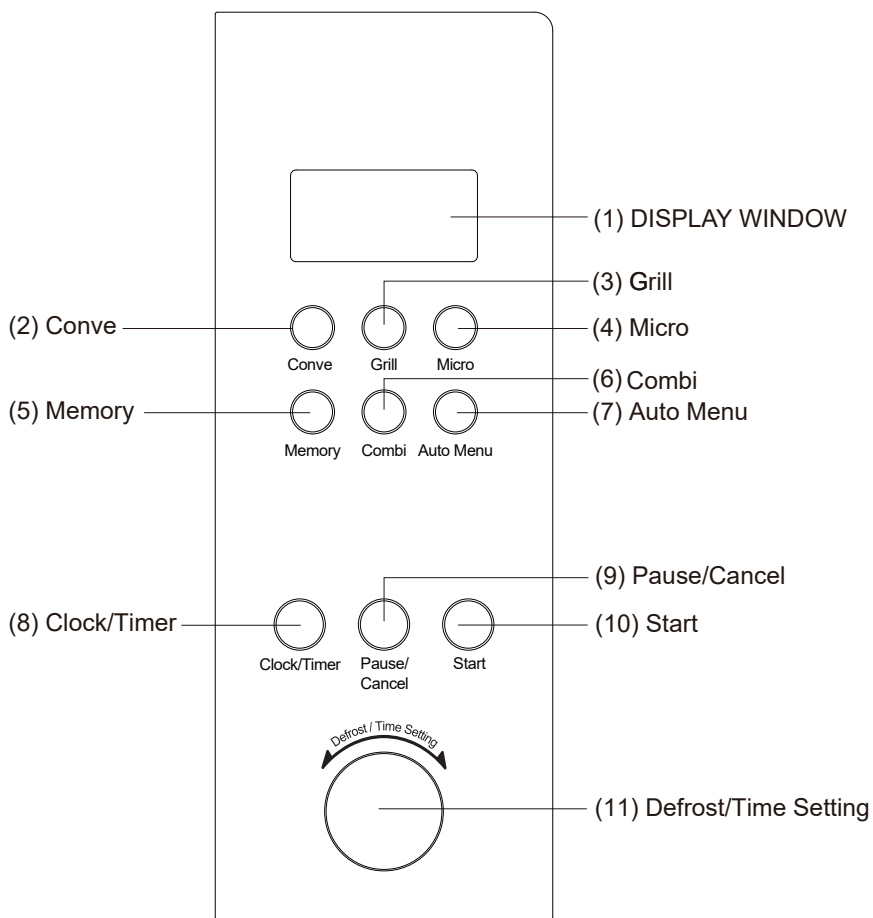 (1) DISPLAY WINDOW
(3) Grill
(2) Conve
(4) Micro
Conve Grill Micro
(6) Combi
(5) Memory
(7) Auto Menu
Memory Combi Auto Menu
(9) Pause/Cancel
(8) Clock/Timer
(10) Start
Clock/Timer Pause/ Start
Cancel
Defrost / Time Setting
(11) Defrost/Time Setting